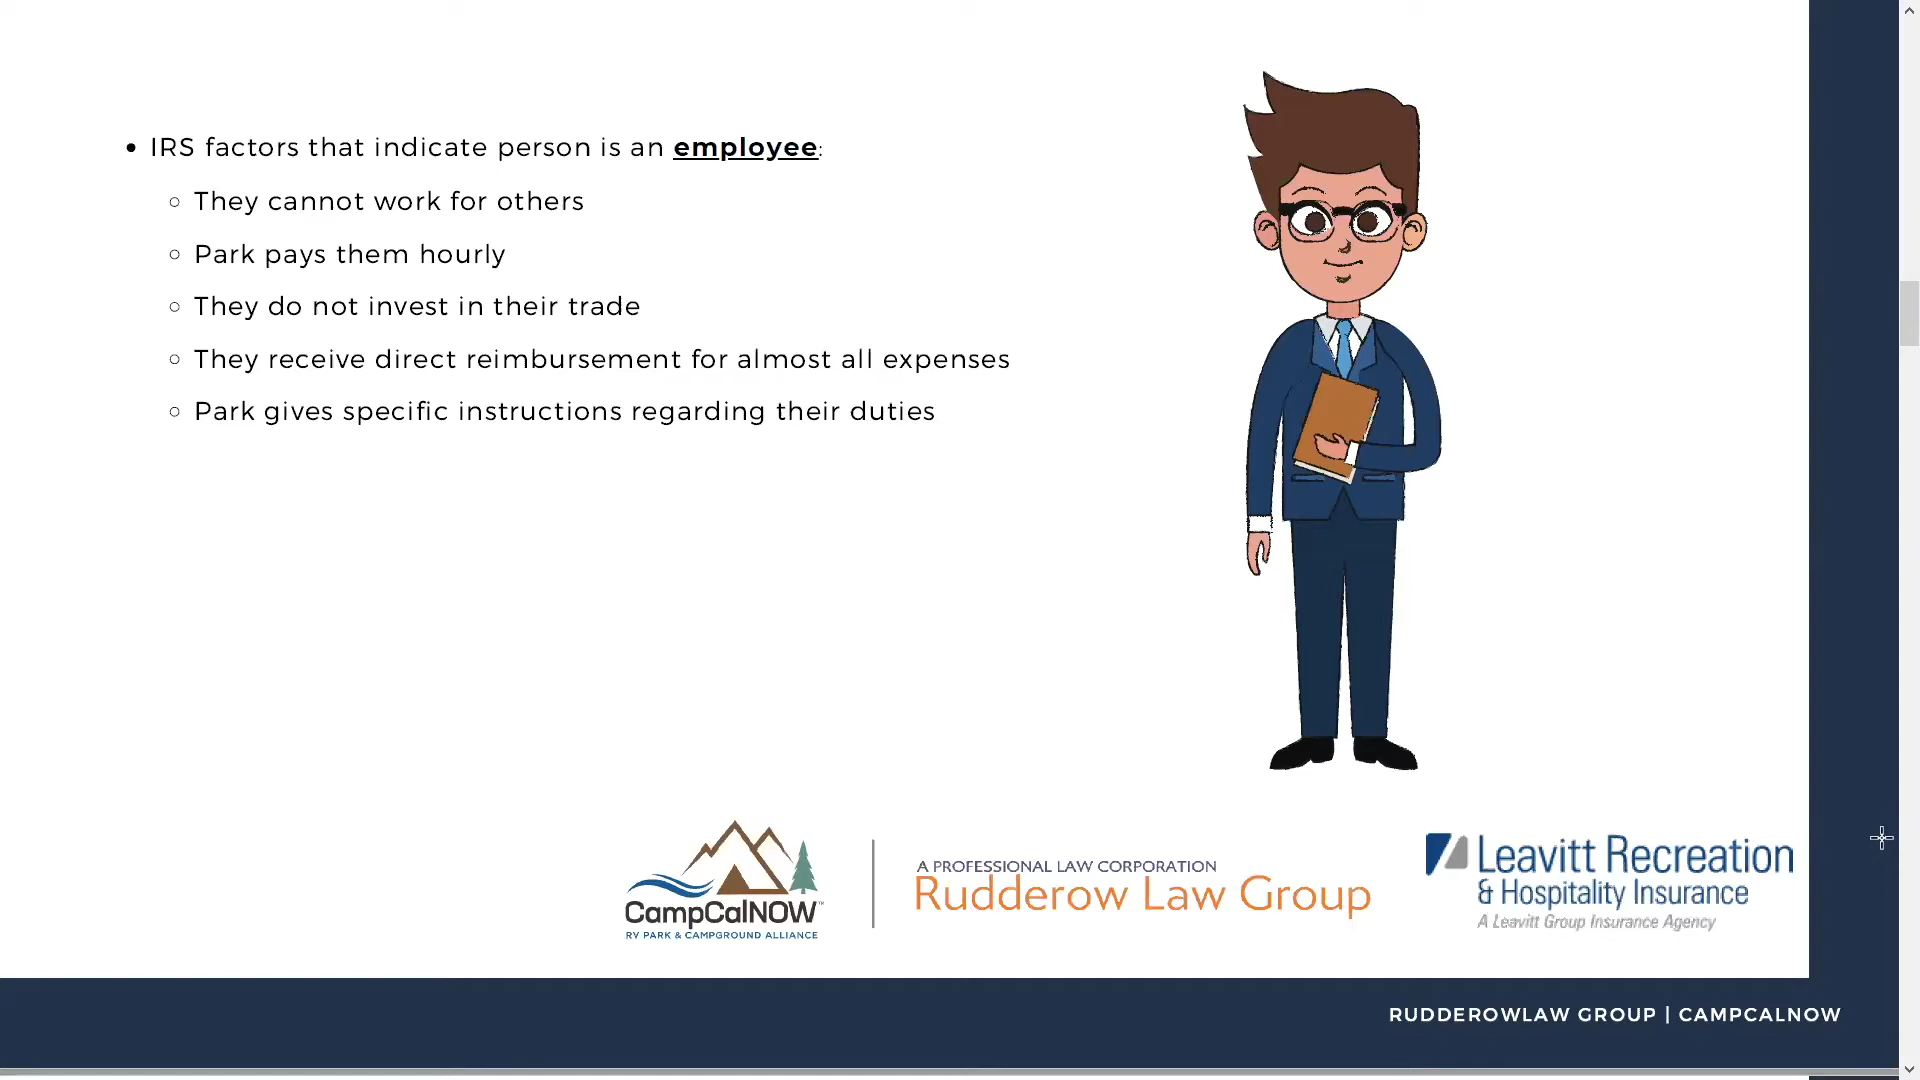 • IRS factors that indicate person is an employee:
○ They cannot work for others
○ Park pays them hourly
○ They do not invest in their trade
○ They receive direct reimbursement for almost all expenses
○ Park gives specific instructions regarding their duties
CampCalNOW™
RV PARK & CAMPGROUND ALLIANCE
A PROFESSIONAL LAW CORPORATION
Rudderow Law Group
Leavitt Recreation
& Hospitality Insurance
A Leavitt Group Insurance Agency
RUDDEROWLAW GROUP | CAMPCALNOW